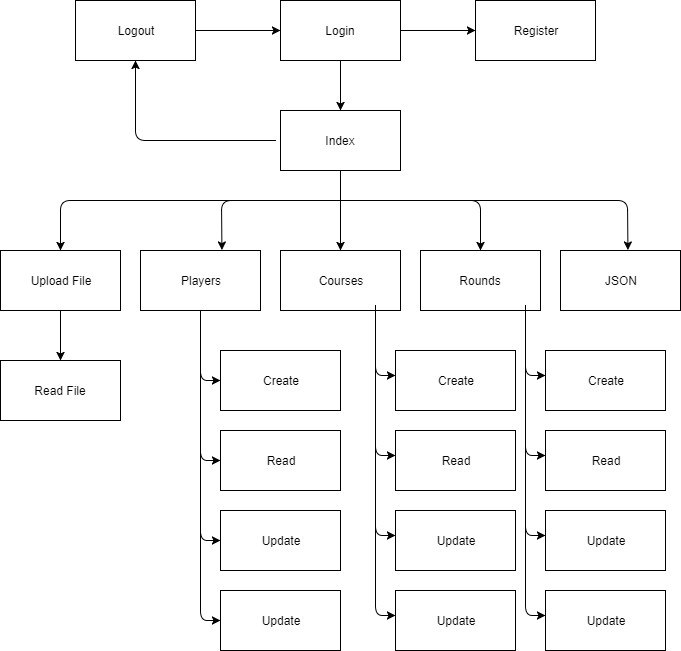 Logout
Login
Register
Index
Upload File
Players
Courses
Rounds
JSON
Read File
Create
Create
Create
Read
Read
Read
Update
Update
Update
Update
Update
Update